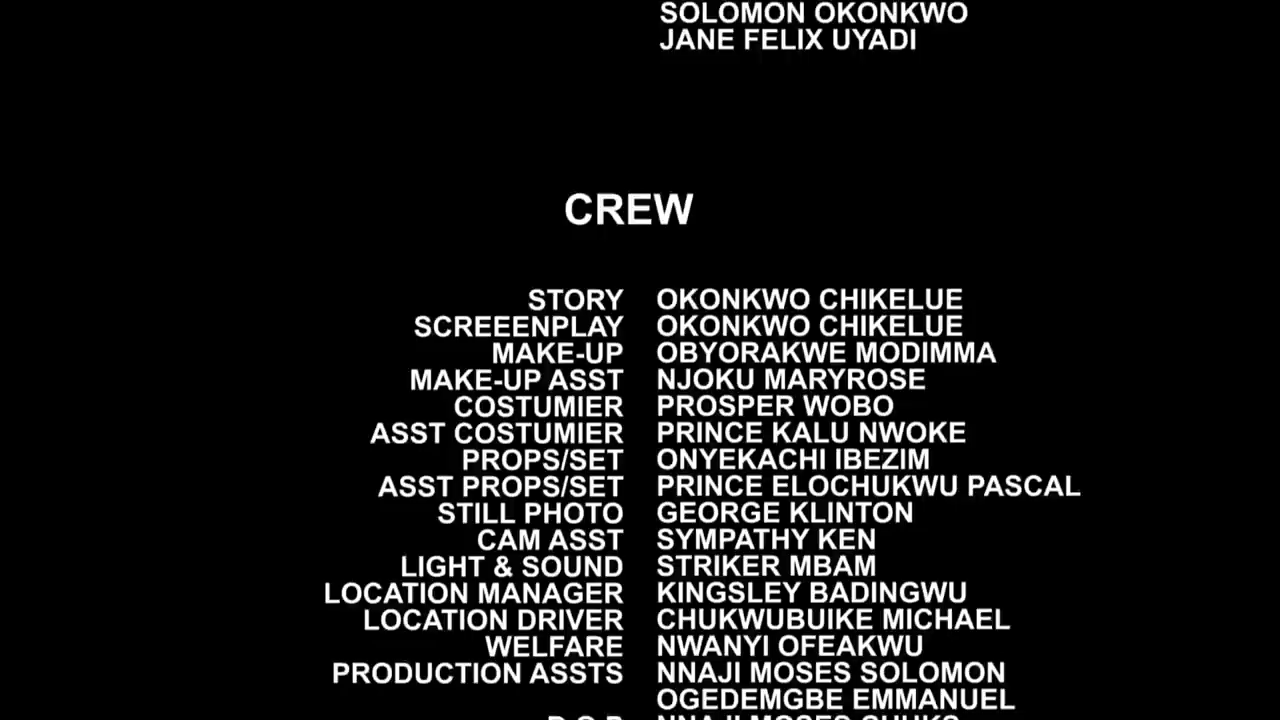 SOLOMON OKONKWO
JANE FELIX UYADI
CREW
STORY OKONKWO CHIKELUE
SCREEENPLAY OKONKWO CHIKELUE
MAKE-UP OBYORAKWE MODIMMA
MAKE-UP ASST NJOKU MARYROSE
COSTUMIER PROSPER WOBO
ASST COSTUMIER PRINCE KALU NWOKE
PROPS/SET ONYEKACHI IBEZIM
ASST PROPS/SET PRINCE ELOCHUKWU PASCAL
STILL PHOTO GEORGE KLINTON
CAM ASST SYMPATHY KEN
LIGHT & SOUND STRIKER MBAM
LOCATION MANAGER KINGSLEY BADINGWU
LOCATION DRIVER CHUKWUBUIKE MICHAEL
WELFARE NWANYI OFEAKWU
PRODUCTION ASSTS NNAJI MOSES SOLOMON
OGEDEMGBE EMMANUEL
D.O.P NNAJI MOSES CHUKS